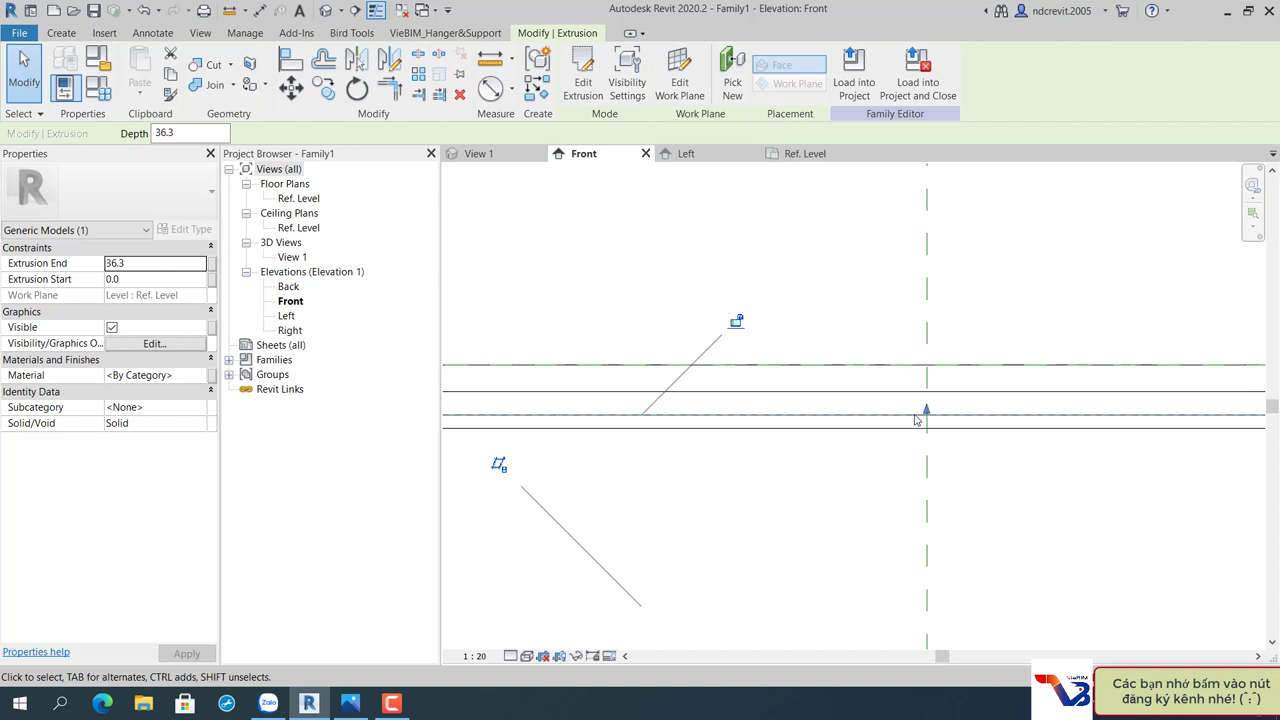 Autodesk Revit 2020.2 - Family1 - Elevation: Front
ndcrevit.2005
File Create Insert Annotate View Manage Add-Ins Bird Tools VieBIM_Hanger&Support Modify | Extrusion
Modify
Paste
Cut
Join
Edit Extrusion
Visibility Settings
Edit Work Plane
Pick New
Face
Work Plane
Load into Project
Load into Project and Close
Select Properties Clipboard Geometry Modify Measure Create Mode Work Plane Placement Family Editor
Modify | Extrusion Depth 36.3
Properties
Generic Models (1) Edit Type
Constraints
Extrusion End 36.3
Extrusion Start 0.0
Work Plane Level : Ref. Level
Graphics
Visible
Visibility/Graphics O... Edit...
Materials and Finishes
Material <By Category>
Identity Data
Subcategory <None>
Solid/Void Solid
Properties help Apply
Project Browser - Family1
Views (all)
Floor Plans
Ref. Level
Ceiling Plans
Ref. Level
3D Views
View 1
Elevations (Elevation 1)
Back
Front
Left
Right
Sheets (all)
Families
Groups
Revit Links
View 1 Front Left Ref. Level
1 : 20
Click to select, TAB for alternates, CTRL adds, SHIFT unselects.
Zalo
VieBIM
Các bạn nhớ bấm vào nút
đăng ký kênh nhé! (ˆ:ˆ)